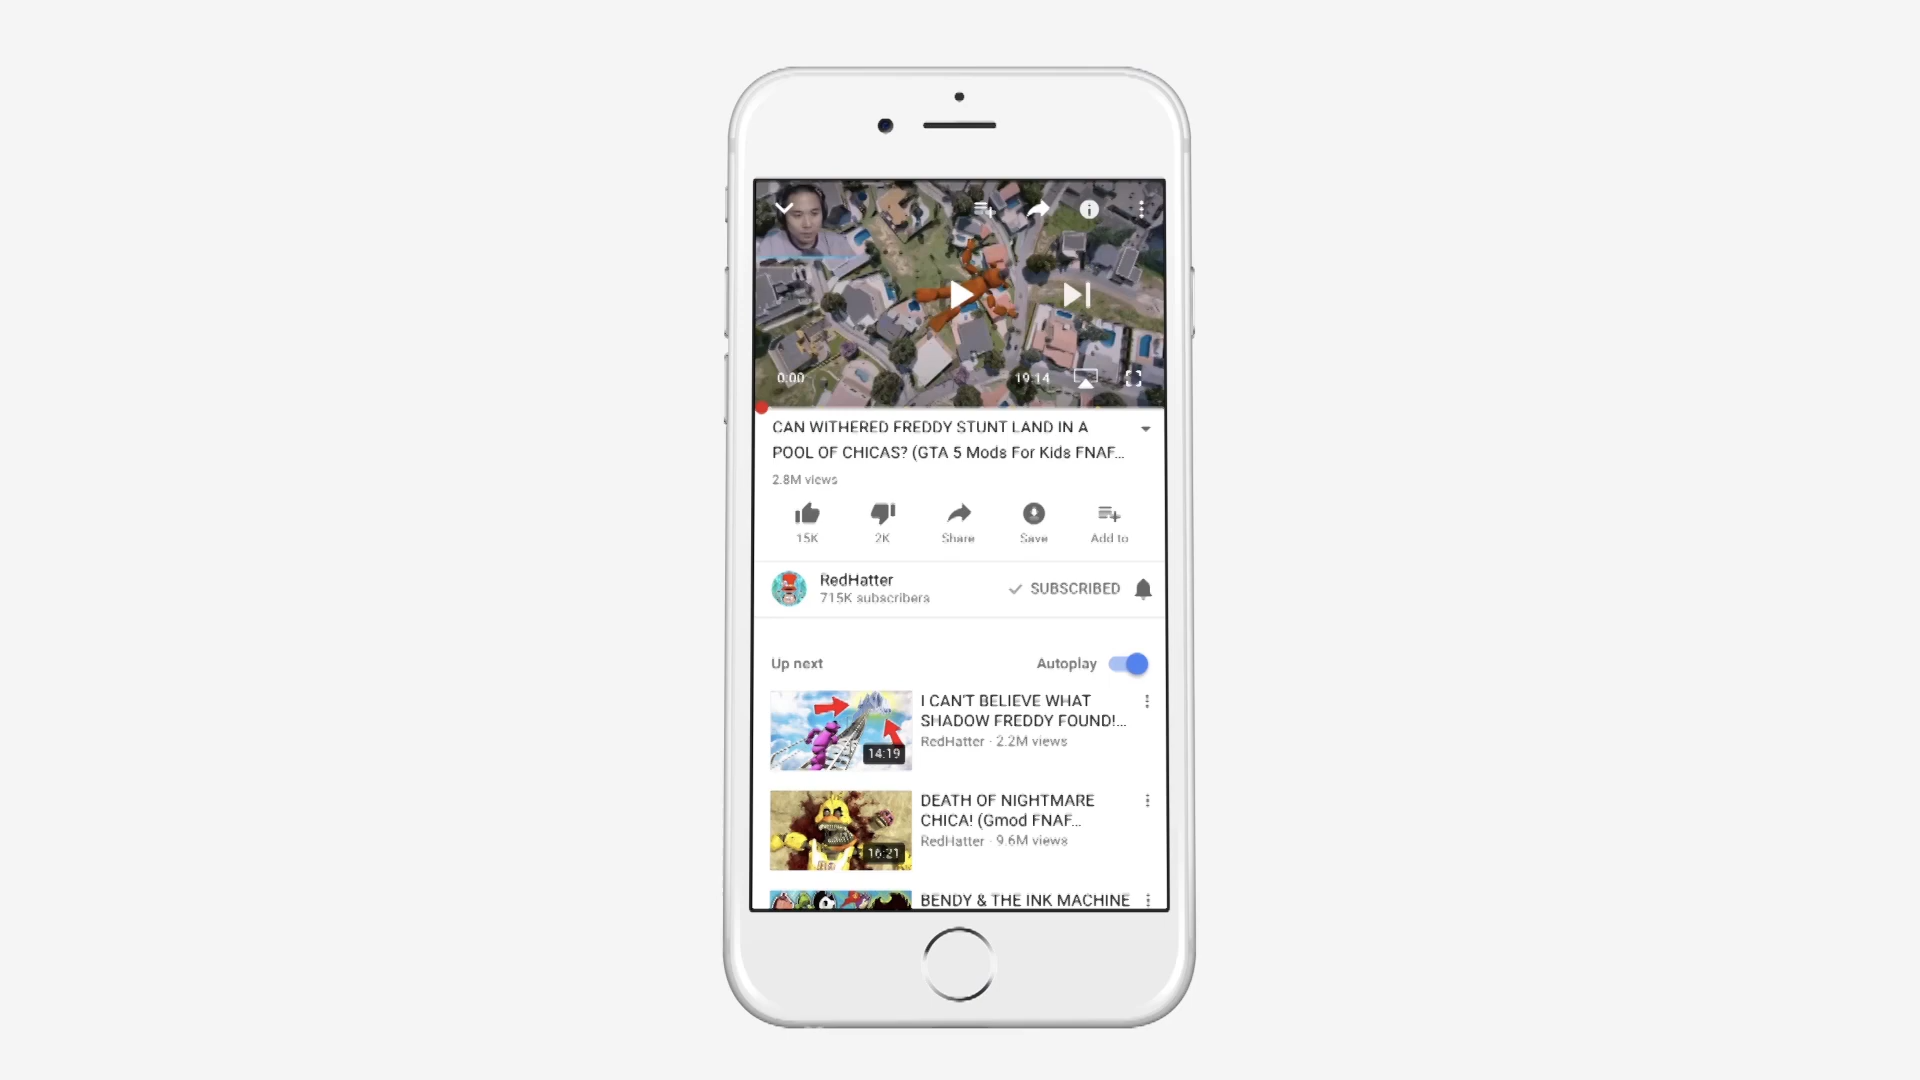 0:00
19:14
CAN WITHERED FREDDY STUNT LAND IN A
POOL OF CHICAS? (GTA 5 Mods For Kids FNAF...
2.8M views
15K
2K
Share
Save
Add to
RedHatter
715K subscribers
SUBSCRIBED
Up next
Autoplay
I CAN'T BELIEVE WHAT
SHADOW FREDDY FOUND!...
RedHatter · 2.2M views
14:19
DEATH OF NIGHTMARE
CHICA! (Gmod FNAF...
RedHatter · 9.6M views
16:21
BENDY & THE INK MACHINE